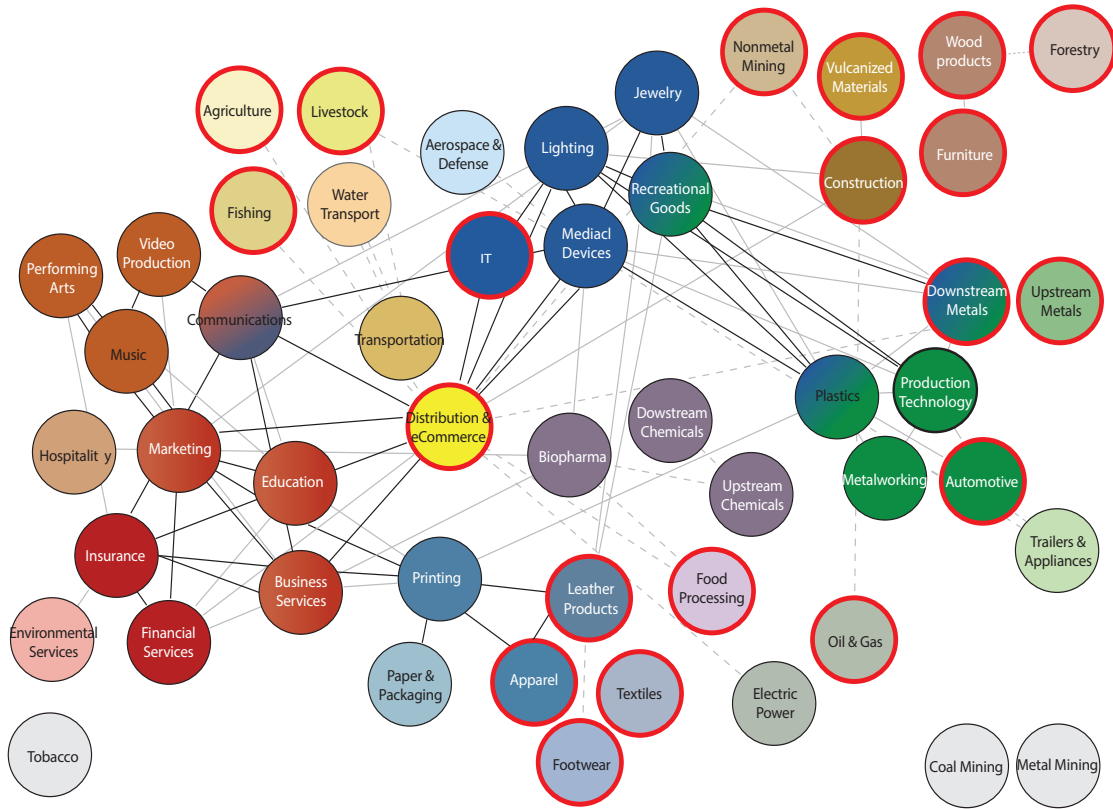 Nonmetal
Mining
Vulcanized
Materials
Wood
products
Forestry
Jewelry
Agriculture
Livestock
Aerospace &
Defense
Lighting
Furniture
Construction
Recreational
Goods
Water
Transport
Fishing
Video
Production
Performing
Arts
IT
Mediacl
Devices
Downstream
Metals
Upstream
Metals
Communications
Transportation
Music
Plastics
Production
Technology
Distribution &
eCommerce
Dowstream
Chemicals
Hospitalit y
Marketing
Education
Biopharma
Upstream
Chemicals
Metalworking
Automotive
Trailers &
Appliances
Insurance
Business
Services
Printing
Leather
Products
Food
Processing
Environmental
Services
Financial
Services
Oil & Gas
Paper &
Packaging
Apparel
Textiles
Electric
Power
Tobacco
Footwear
Coal Mining
Metal Mining